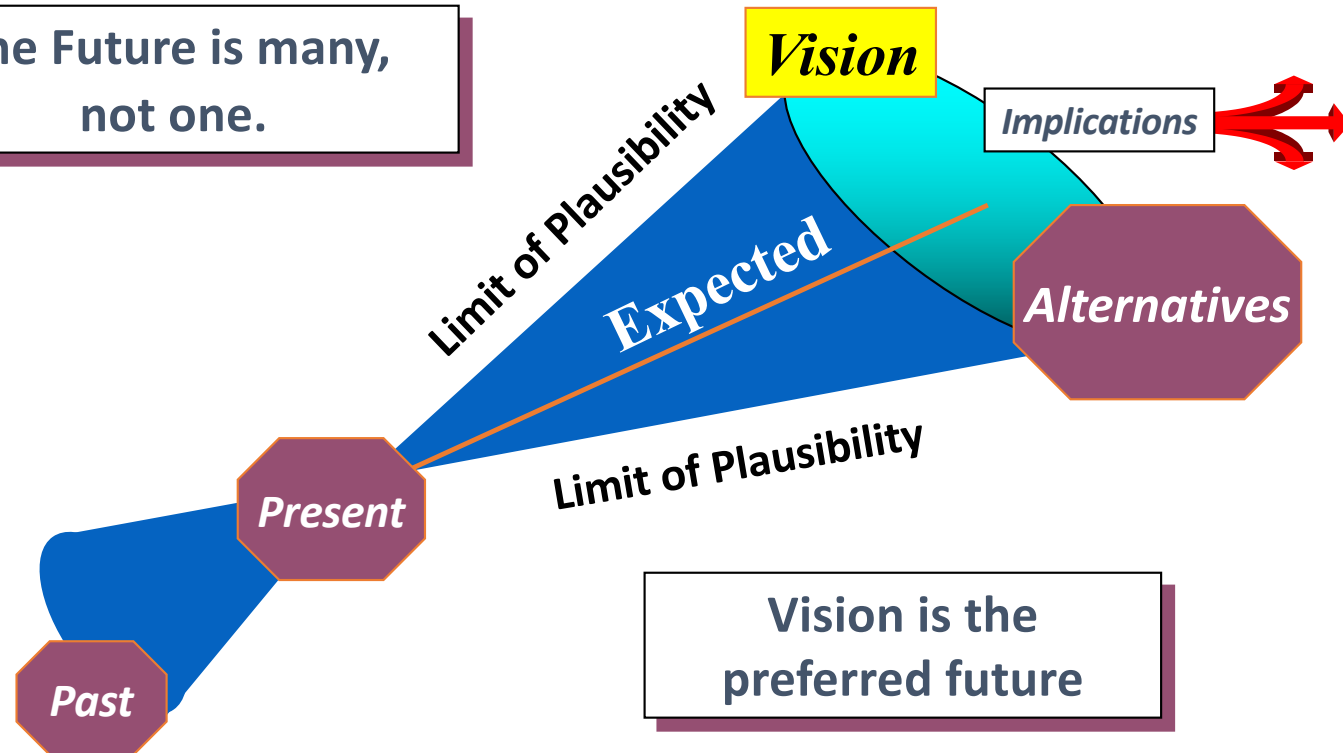 he Future is many,
not one.
Vision
Implications
Limit of Plausibility
Expected
Alternatives
Limit of Plausibility
Present
Vision is the
preferred future
Past